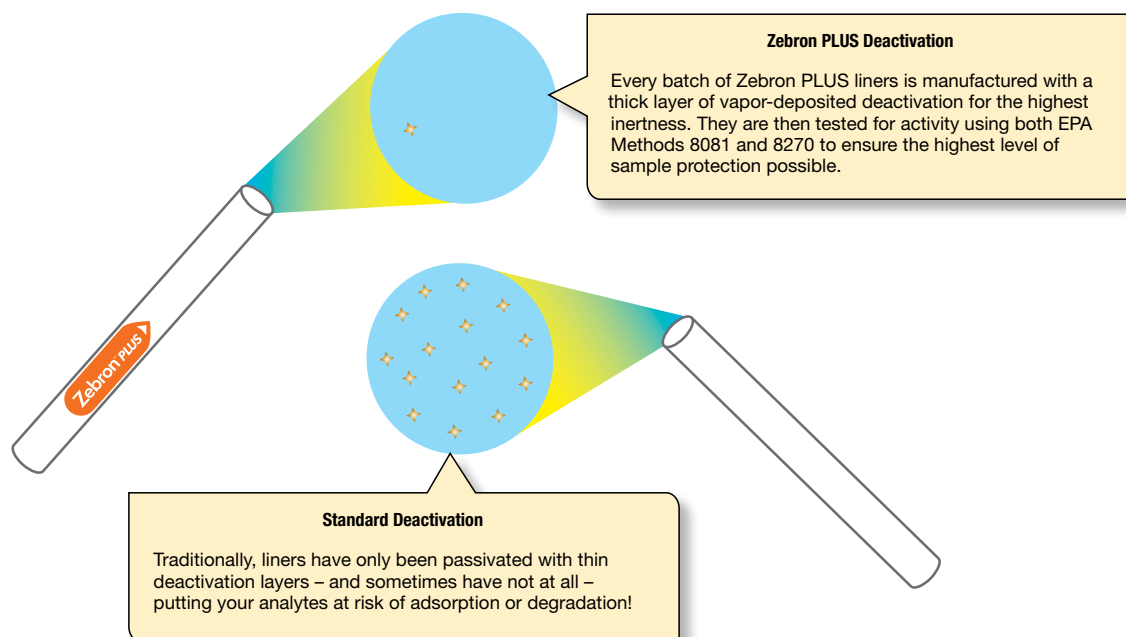 Zebron PLUS Deactivation
Every batch of Zebron PLUS liners is manufactured with a
thick layer of vapor-deposited deactivation for the highest
inertness. They are then tested for activity using both EPA
Methods 8081 and 8270 to ensure the highest level of
sample protection possible.
Zebron PLUS
Standard Deactivation
Traditionally, liners have only been passivated with thin
deactivation layers – and sometimes have not at all –
putting your analytes at risk of adsorption or degradation!